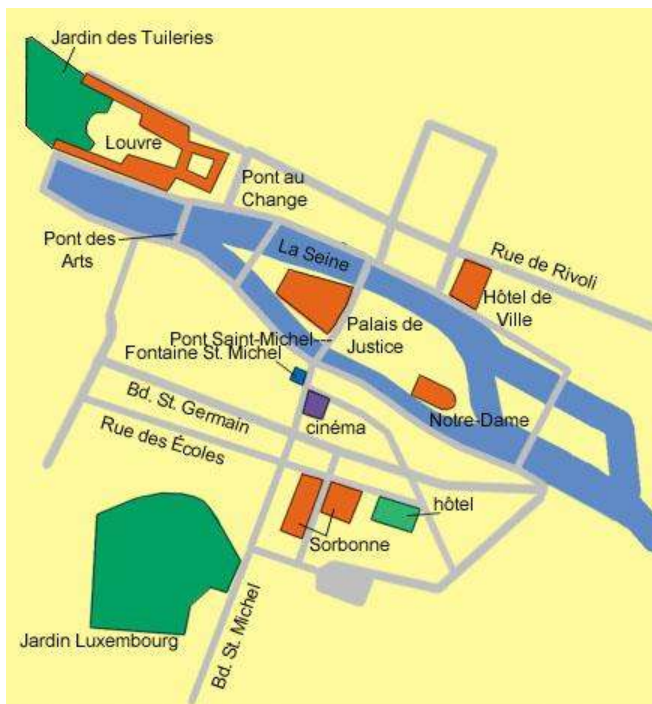 Jardin des Tuileries
Louvre
Pont au
Change
Pont des
Arts
La Seine
Rue de Rivoli
Hôtel de
Ville
Palais de
Justice
Pont Saint-Michel---
Fontaine St. Michel
Bd. St. Germain
Notre-Dame
cinéma
Rue des Écoles
hôtel
Sorbonne
Jardin Luxembourg
Bd. St. Michel